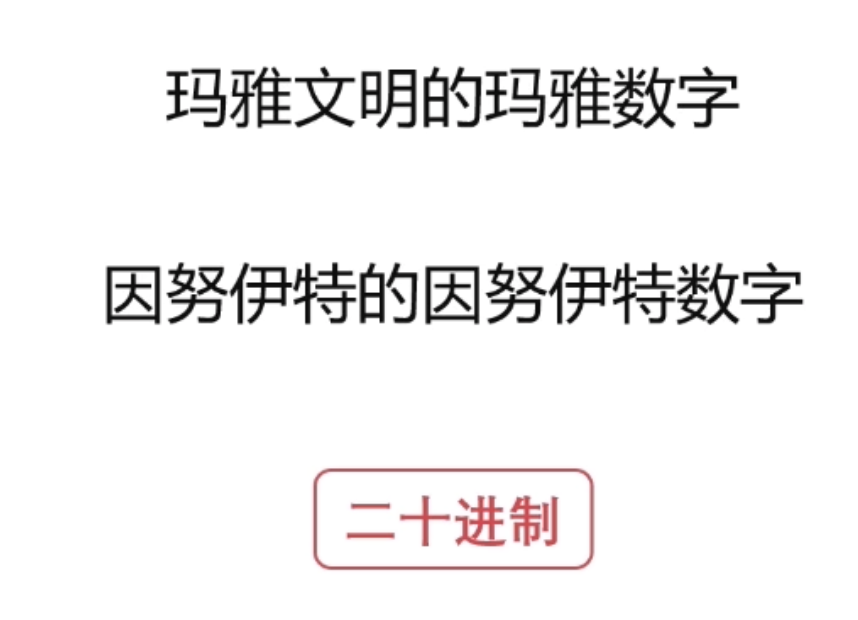 玛雅文明的玛雅数字
因努伊特的因努伊特数字
二十进制